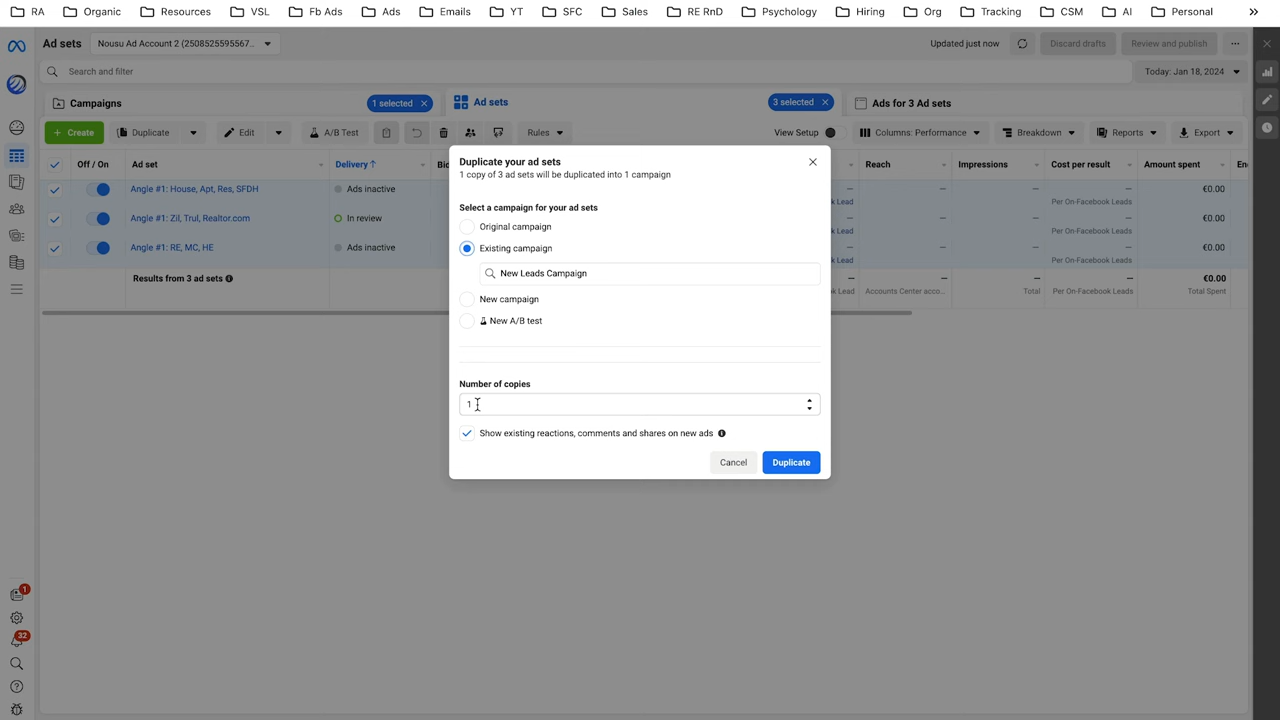 RA Organic Resources VSL Fb Ads Ads Emails YT SFC Sales RE RnD Psychology Hiring Org Tracking CSM AI Personal »
Ad sets Nousu Ad Account 2 (2508525595567... Updated just now Discard drafts Review and publish ...
Search and filter Today: Jan 18, 2024
Campaigns 1 selected × Ad sets 3 selected × Ads for 3 Ad sets
+ Create Duplicate Edit A/B Test Rules View Setup Columns: Performance Breakdown Reports Export
Off / On Ad set Delivery ↑ Reach Impressions Cost per result Amount spent
Angle #1: House, Apt, Res, SFDH Ads inactive — — — — €0.00
k Lead Per On-Facebook Leads
Angle #1: Zil, Trul, Realtor.com In review — — — — €0.00
k Lead Per On-Facebook Leads
Angle #1: RE, MC, HE Ads inactive — — — — €0.00
k Lead Per On-Facebook Leads
Results from 3 ad sets — — — — €0.00
k Lead Accounts Center acco... Total Per On-Facebook Leads Total Spent
Duplicate your ad sets
1 copy of 3 ad sets will be duplicated into 1 campaign
Select a campaign for your ad sets
Original campaign
Existing campaign
New Leads Campaign
New campaign
New A/B test
Number of copies
1
Show existing reactions, comments and shares on new ads
Cancel Duplicate
1
32